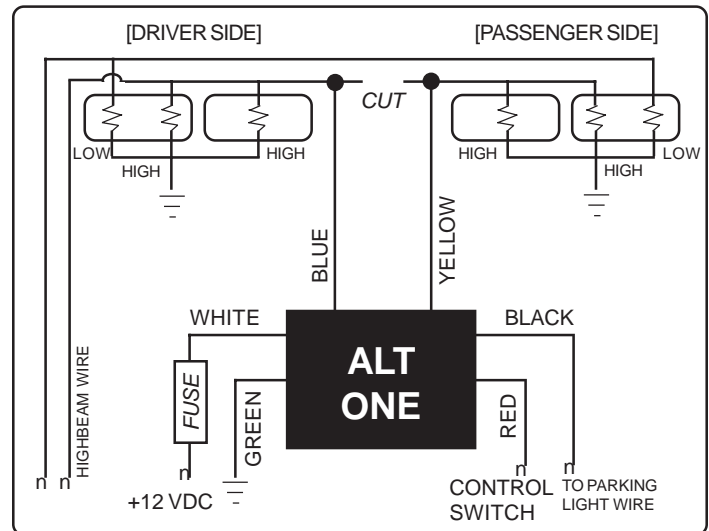 [DRIVER SIDE] [PASSENGER SIDE]
CUT
LOW HIGH HIGH HIGH HIGH LOW
BLUE
YELLOW
WHITE BLACK
HIGHBEAM WIRE
FUSE
GREEN
ALT
ONE
RED
n n n n n
+12 VDC
CONTROL
SWITCH
TO PARKING
LIGHT WIRE